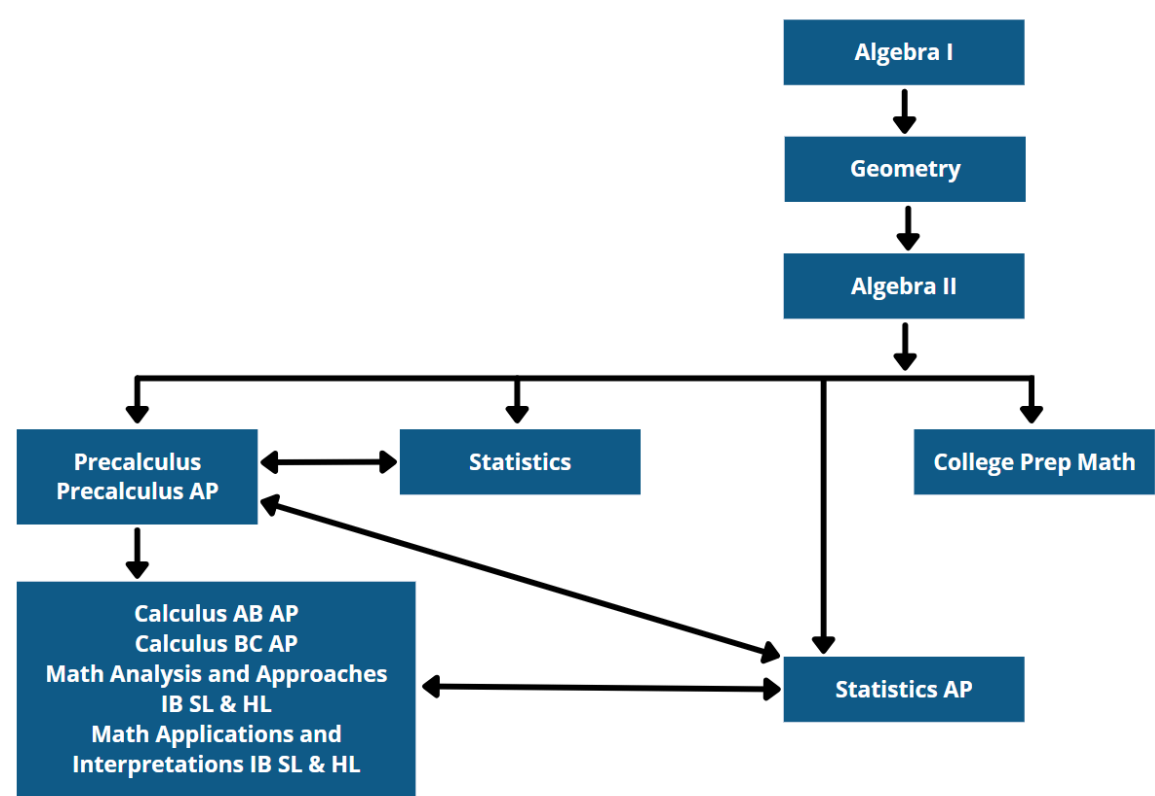 Algebra I
Geometry
Algebra II
Precalculus
Precalculus AP
Statistics
College Prep Math
Calculus AB AP
Calculus BC AP
Math Analysis and Approaches
IB SL & HL
Math Applications and
Interpretations IB SL & HL
Statistics AP